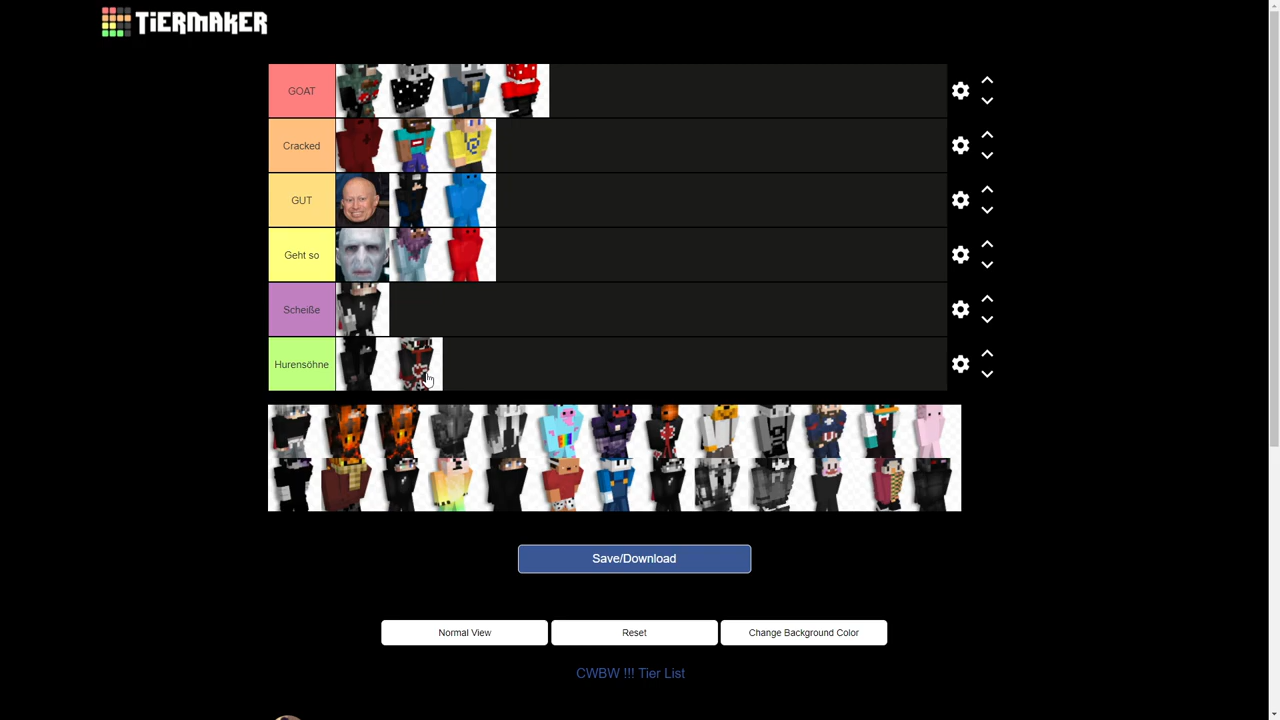 TiERMAKER
GOAT
Cracked
GUT
Geht so
Scheiße
Hurensöhne
Save/Download
Normal View
Reset
Change Background Color
CWBW !!! Tier List